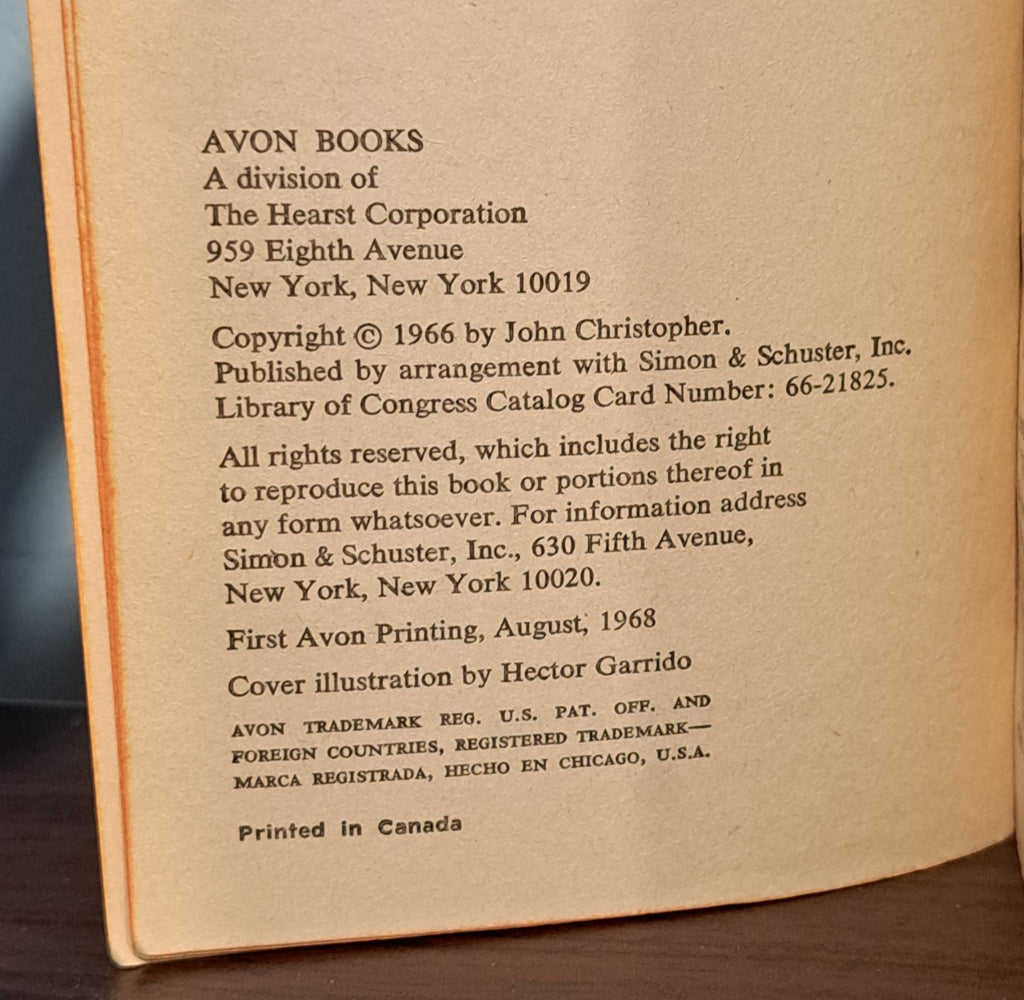 AVON BOOKS
A division of
The Hearst Corporation
959 Eighth Avenue
New York, New York 10019
Copyright © 1966 by John Christopher.
Published by arrangement with Simon & Schuster, Inc.
Library of Congress Catalog Card Number: 66-21825.
All rights reserved, which includes the right
to reproduce this book or portions thereof in
any form whatsoever. For information address
Simon & Schuster, Inc., 630 Fifth Avenue,
New York, New York 10020.
First Avon Printing, August, 1968
Cover illustration by Hector Garrido
AVON TRADEMARK REG. U.S. PAT. OFF. AND
FOREIGN COUNTRIES, REGISTERED TRADEMARK—
MARCA REGISTRADA, HECHO EN CHICAGO, U.S.A.
Printed in Canada